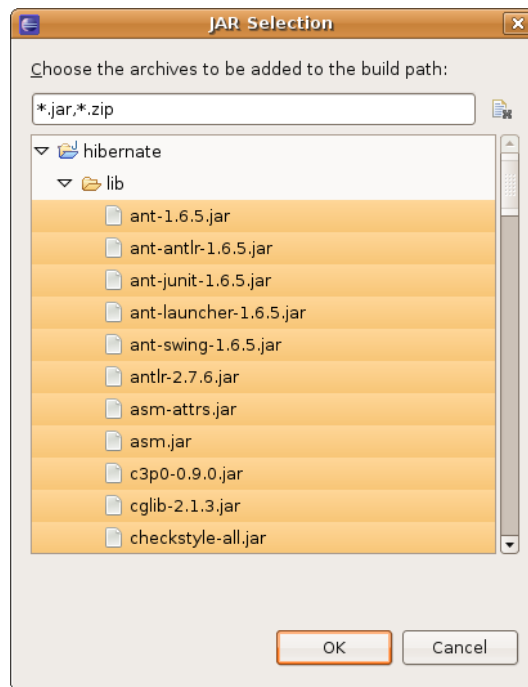 JAR Selection
Choose the archives to be added to the build path:
*.jar,*.zip
hibernate
lib
ant-1.6.5.jar
ant-antlr-1.6.5.jar
ant-junit-1.6.5.jar
ant-launcher-1.6.5.jar
ant-swing-1.6.5.jar
antlr-2.7.6.jar
asm-attrs.jar
asm.jar
c3p0-0.9.0.jar
cglib-2.1.3.jar
checkstyle-all.jar
OK Cancel